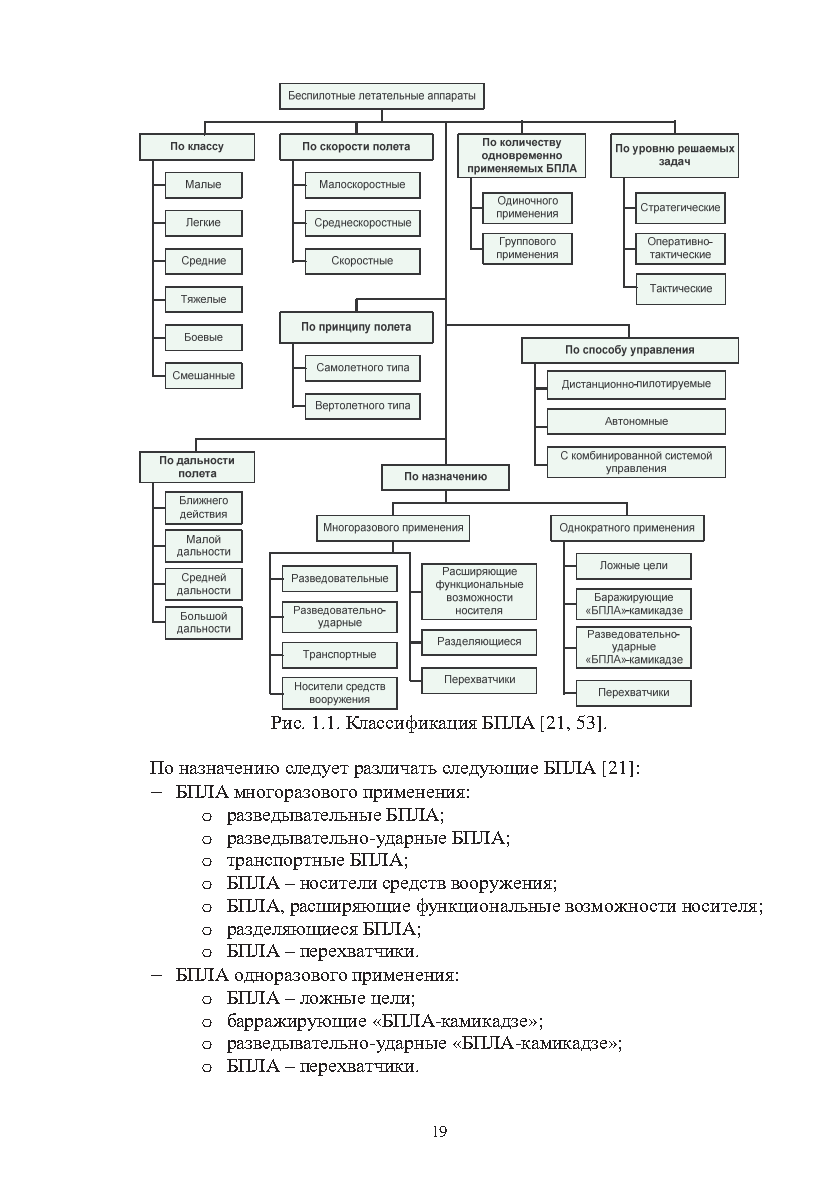 Беспилотные летательные аппараты
По классу
Малые
Легкие
Средние
Тяжелые
Боевые
Смешанные
По скорости полета
Малоскоростные
Среднескоростные
Скоростные
По количеству
одновременно
применяемых БПЛА
Одиночного
применения
Группового
применения
По уровню решаемых
задач
Стратегические
Оперативно-
тактические
Тактические
По принципу полета
Самолетного типа
Вертолетного типа
По способу управления
Дистанционно-пилотируемые
Автономные
С комбинированной системой
управления
По дальности
полета
Ближнего
действия
Малой
дальности
Средней
дальности
Большой
дальности
По назначению
Многоразового применения
Разведовательные
Разведовательно-
ударные
Транспортные
Носители средств
вооружения
Расширяющие
функциональные
возможности
носителя
Разделяющиеся
Перехватчики
Однократного применения
Ложные цели
Баражирующие
«БПЛА»-камикадзе
Разведовательно-
ударные
«БПЛА»-камикадзе
Перехватчики
Рис. 1.1. Классификация БПЛА [21, 53].
По назначению следует различать следующие БПЛА [21]:
– БПЛА многоразового применения:
o разведывательные БПЛА;
o разведывательно-ударные БПЛА;
o транспортные БПЛА;
o БПЛА – носители средств вооружения;
o БПЛА, расширяющие функциональные возможности носителя;
o разделяющиеся БПЛА;
o БПЛА – перехватчики.
– БПЛА одноразового применения:
o БПЛА – ложные цели;
o барражирующие «БПЛА-камикадзе»;
o разведывательно-ударные «БПЛА-камикадзе»;
o БПЛА – перехватчики.
19